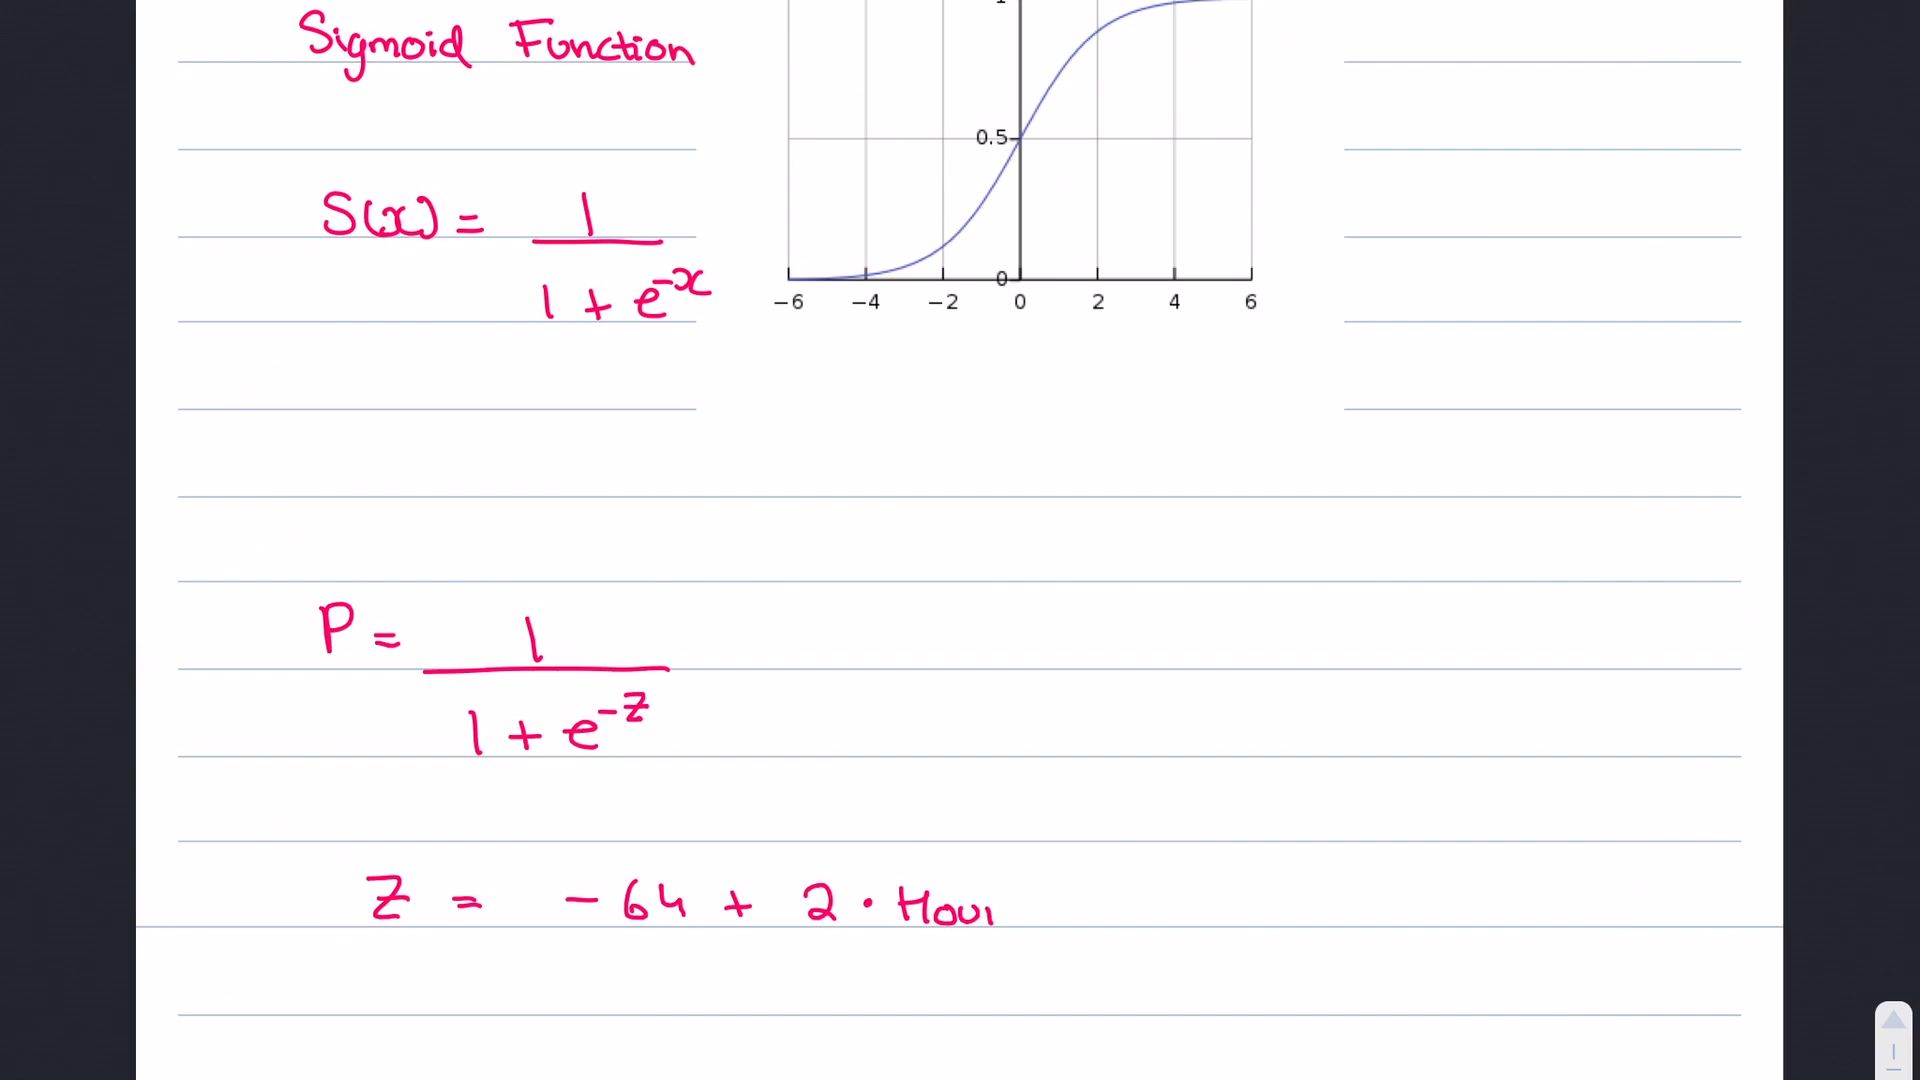 Sigmoid Function
1
0.5
0
-6 -4 -2 0 2 4 6
S(x) = 1
1 + e^-x
P = 1
1 + e^-z
Z = -64 + 2 · Hour